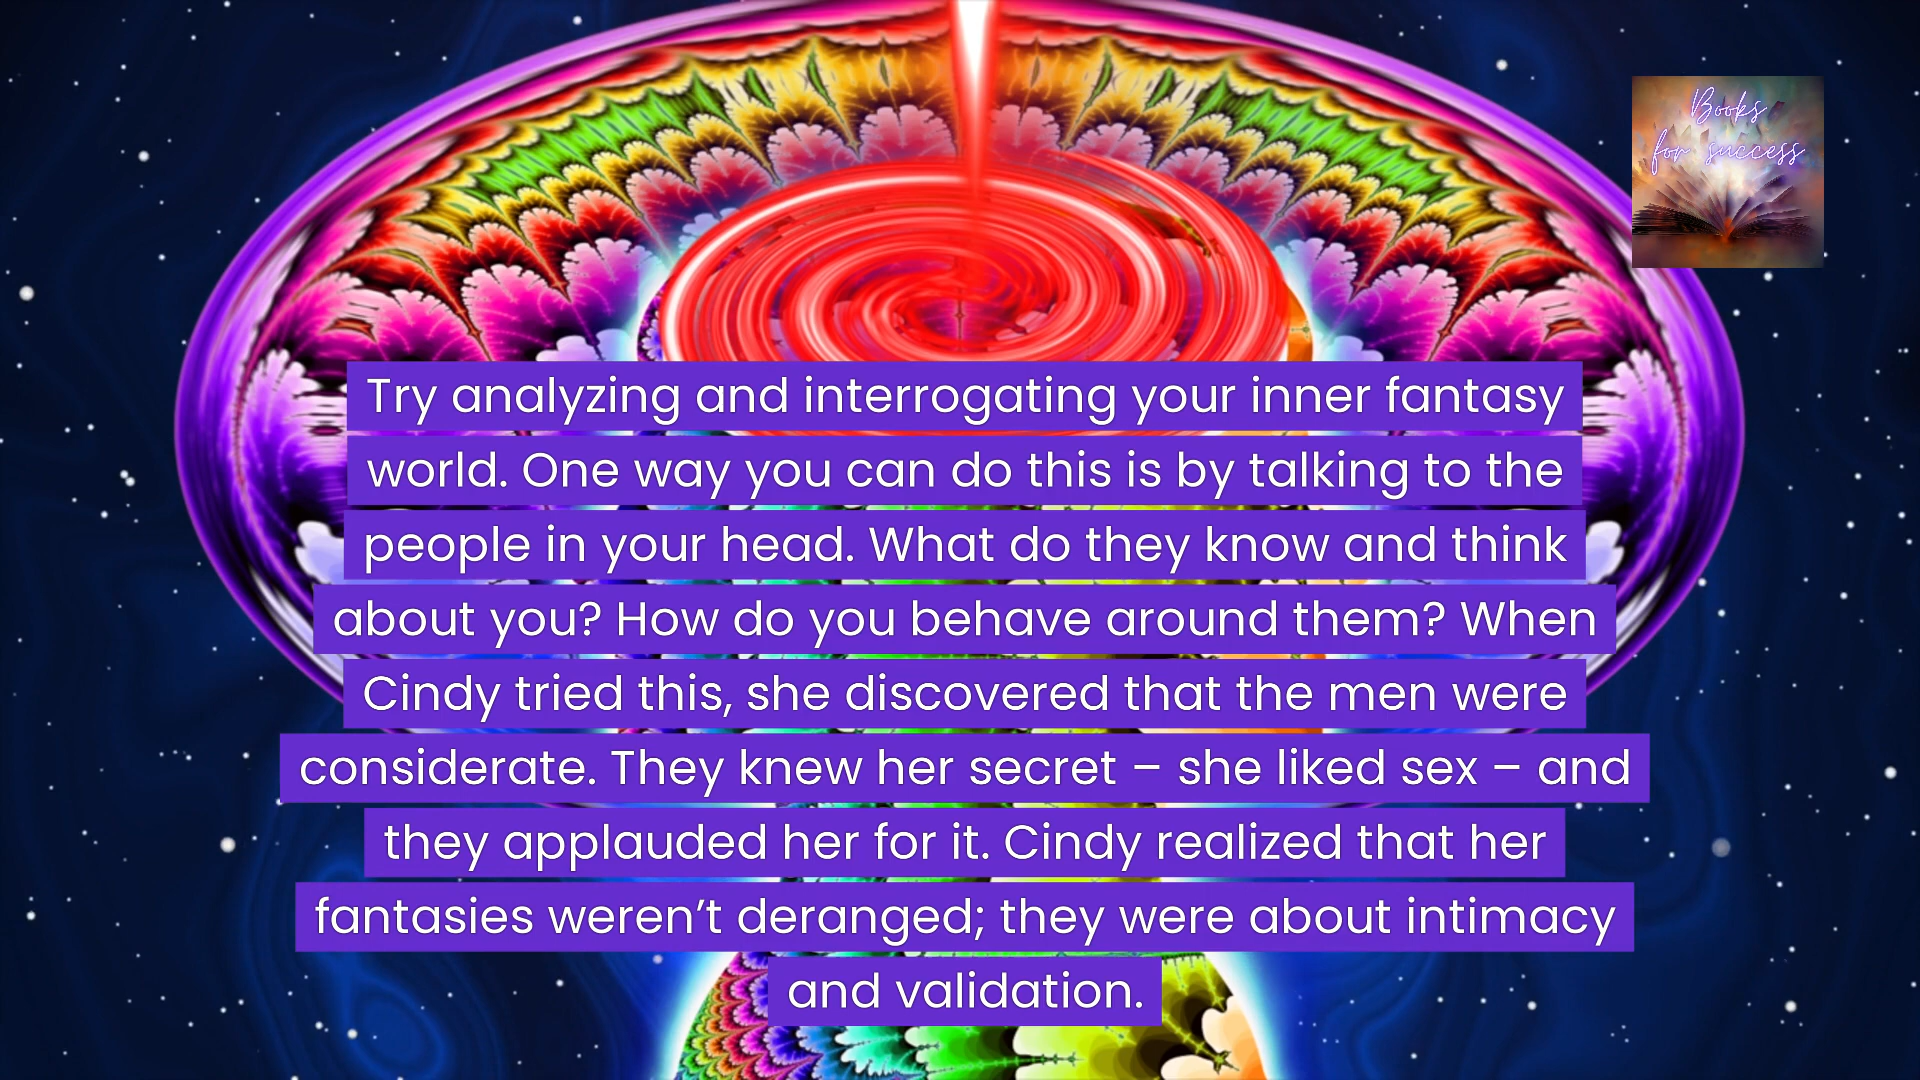 Books
for success
Try analyzing and interrogating your inner fantasy
world. One way you can do this is by talking to the
people in your head. What do they know and think
about you? How do you behave around them? When
Cindy tried this, she discovered that the men were
considerate. They knew her secret – she liked sex – and
they applauded her for it. Cindy realized that her
fantasies weren’t deranged; they were about intimacy
and validation.